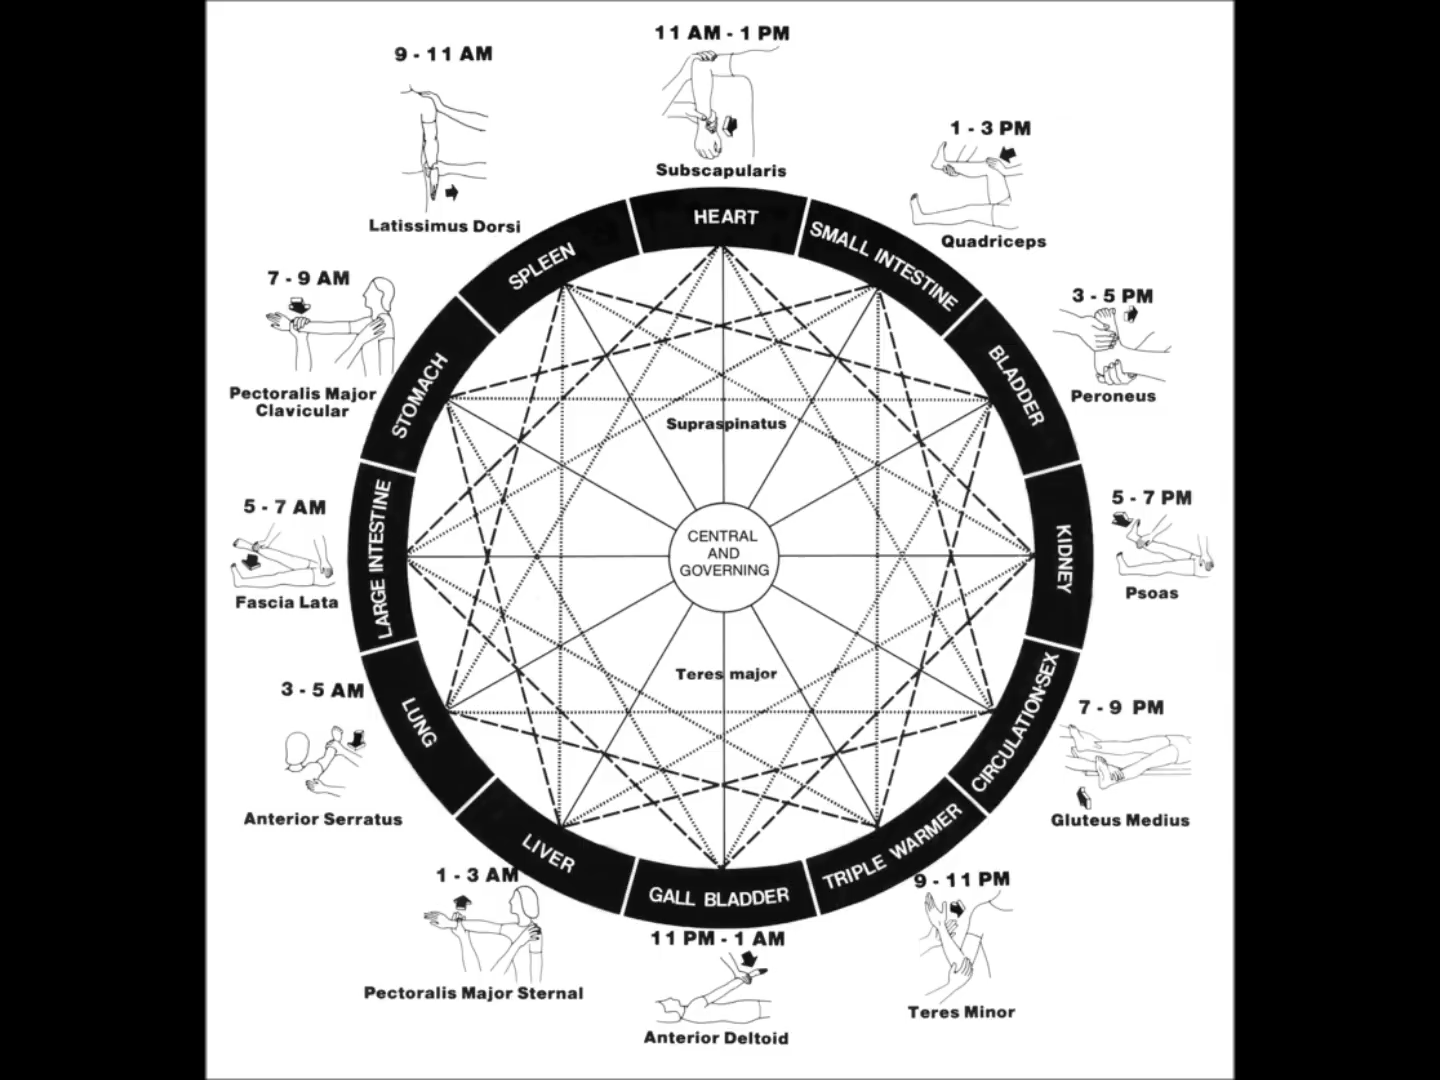 11 AM - 1 PM
Subscapularis
HEART
1 - 3 PM
Quadriceps
SMALL INTESTINE
3 - 5 PM
Peroneus
BLADDER
5 - 7 PM
Psoas
KIDNEY
7 - 9 PM
Gluteus Medius
CIRCULATION-SEX
9 - 11 PM
Teres Minor
TRIPLE WARMER
11 PM - 1 AM
Anterior Deltoid
GALL BLADDER
1 - 3 AM
Pectoralis Major Sternal
LIVER
3 - 5 AM
Anterior Serratus
LUNG
5 - 7 AM
Fascia Lata
LARGE INTESTINE
7 - 9 AM
Pectoralis Major
Clavicular
STOMACH
9 - 11 AM
Latissimus Dorsi
SPLEEN
Supraspinatus
CENTRAL
AND
GOVERNING
Teres major